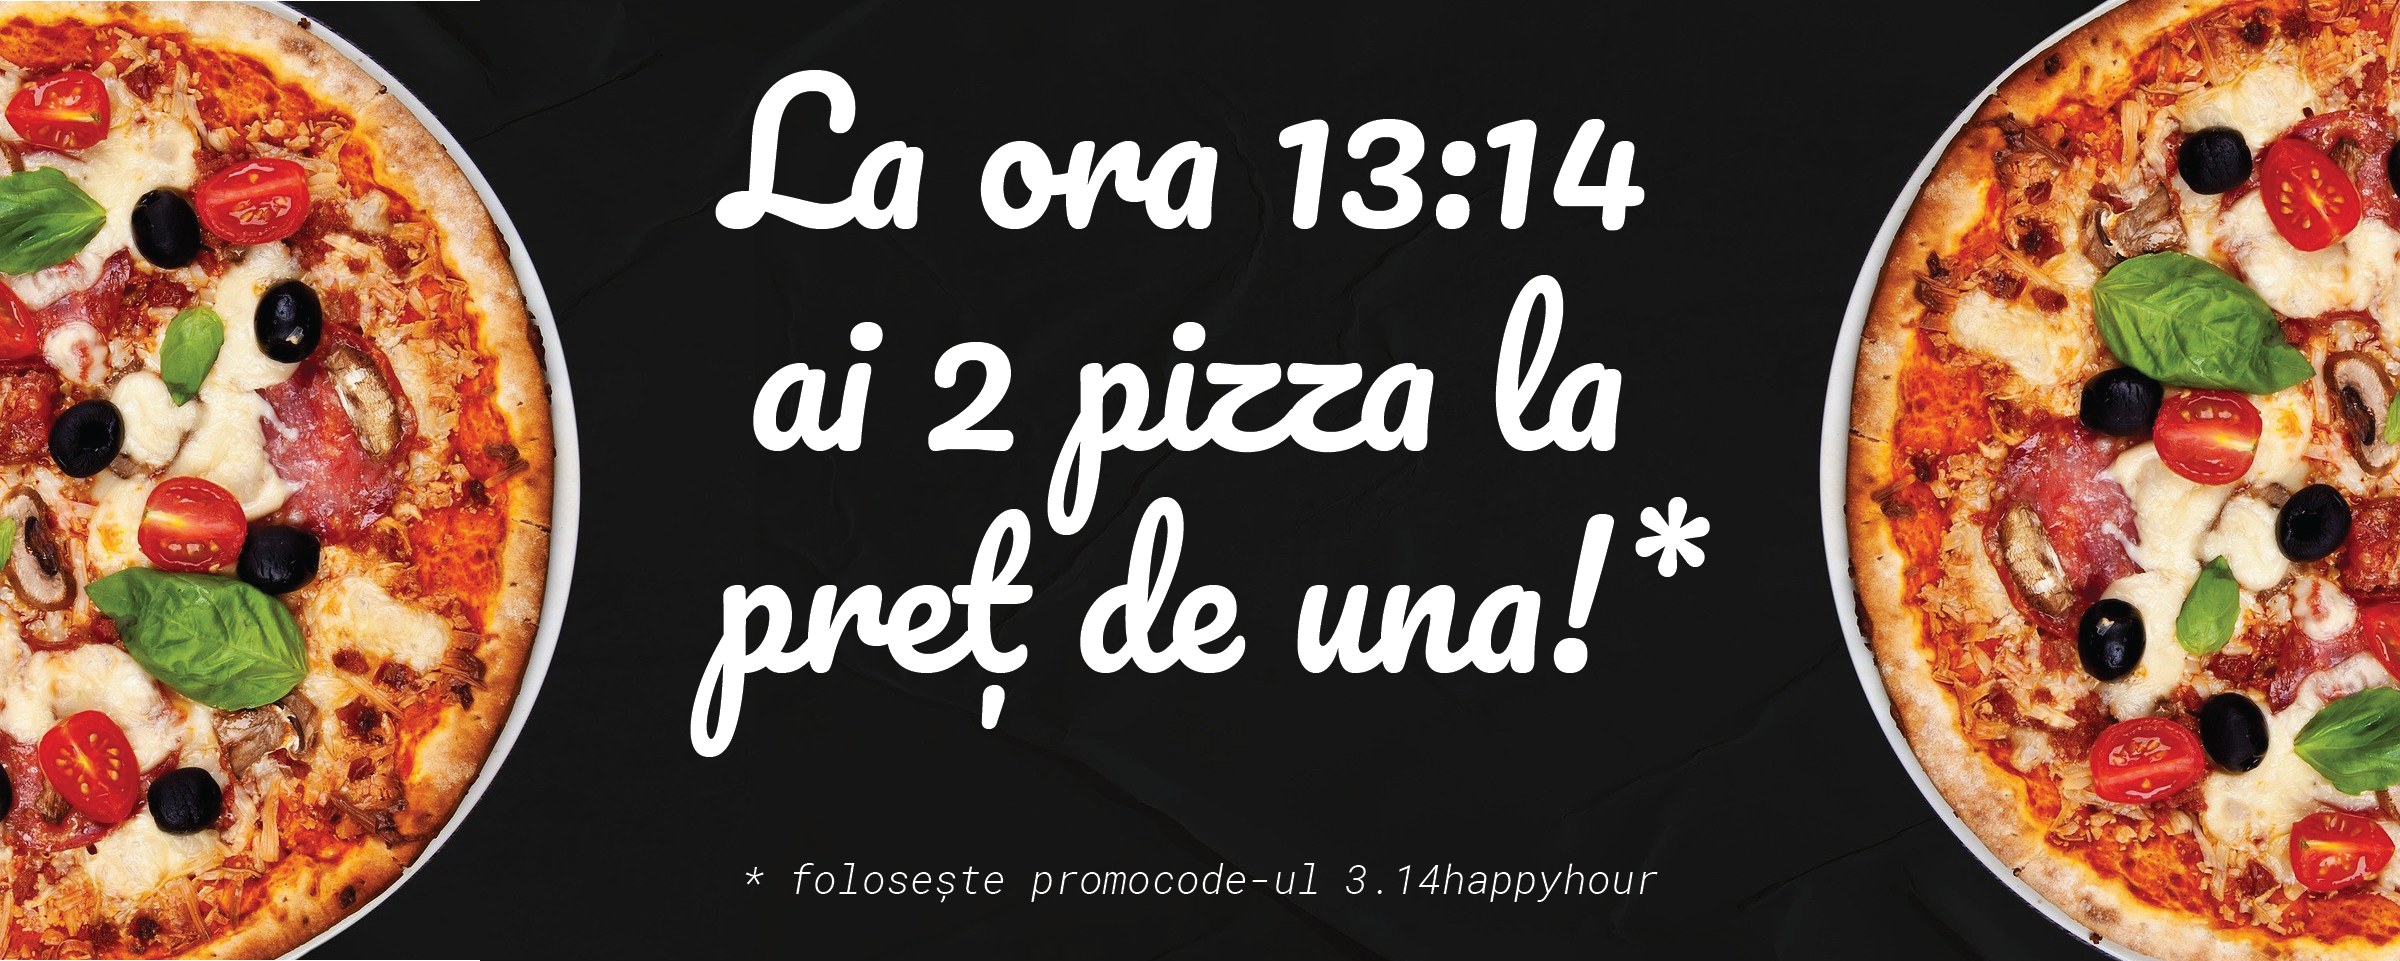 La ora 13:14
ai 2 pizza la
preț de una!*
* folosește promocode-ul 3.14happyhour